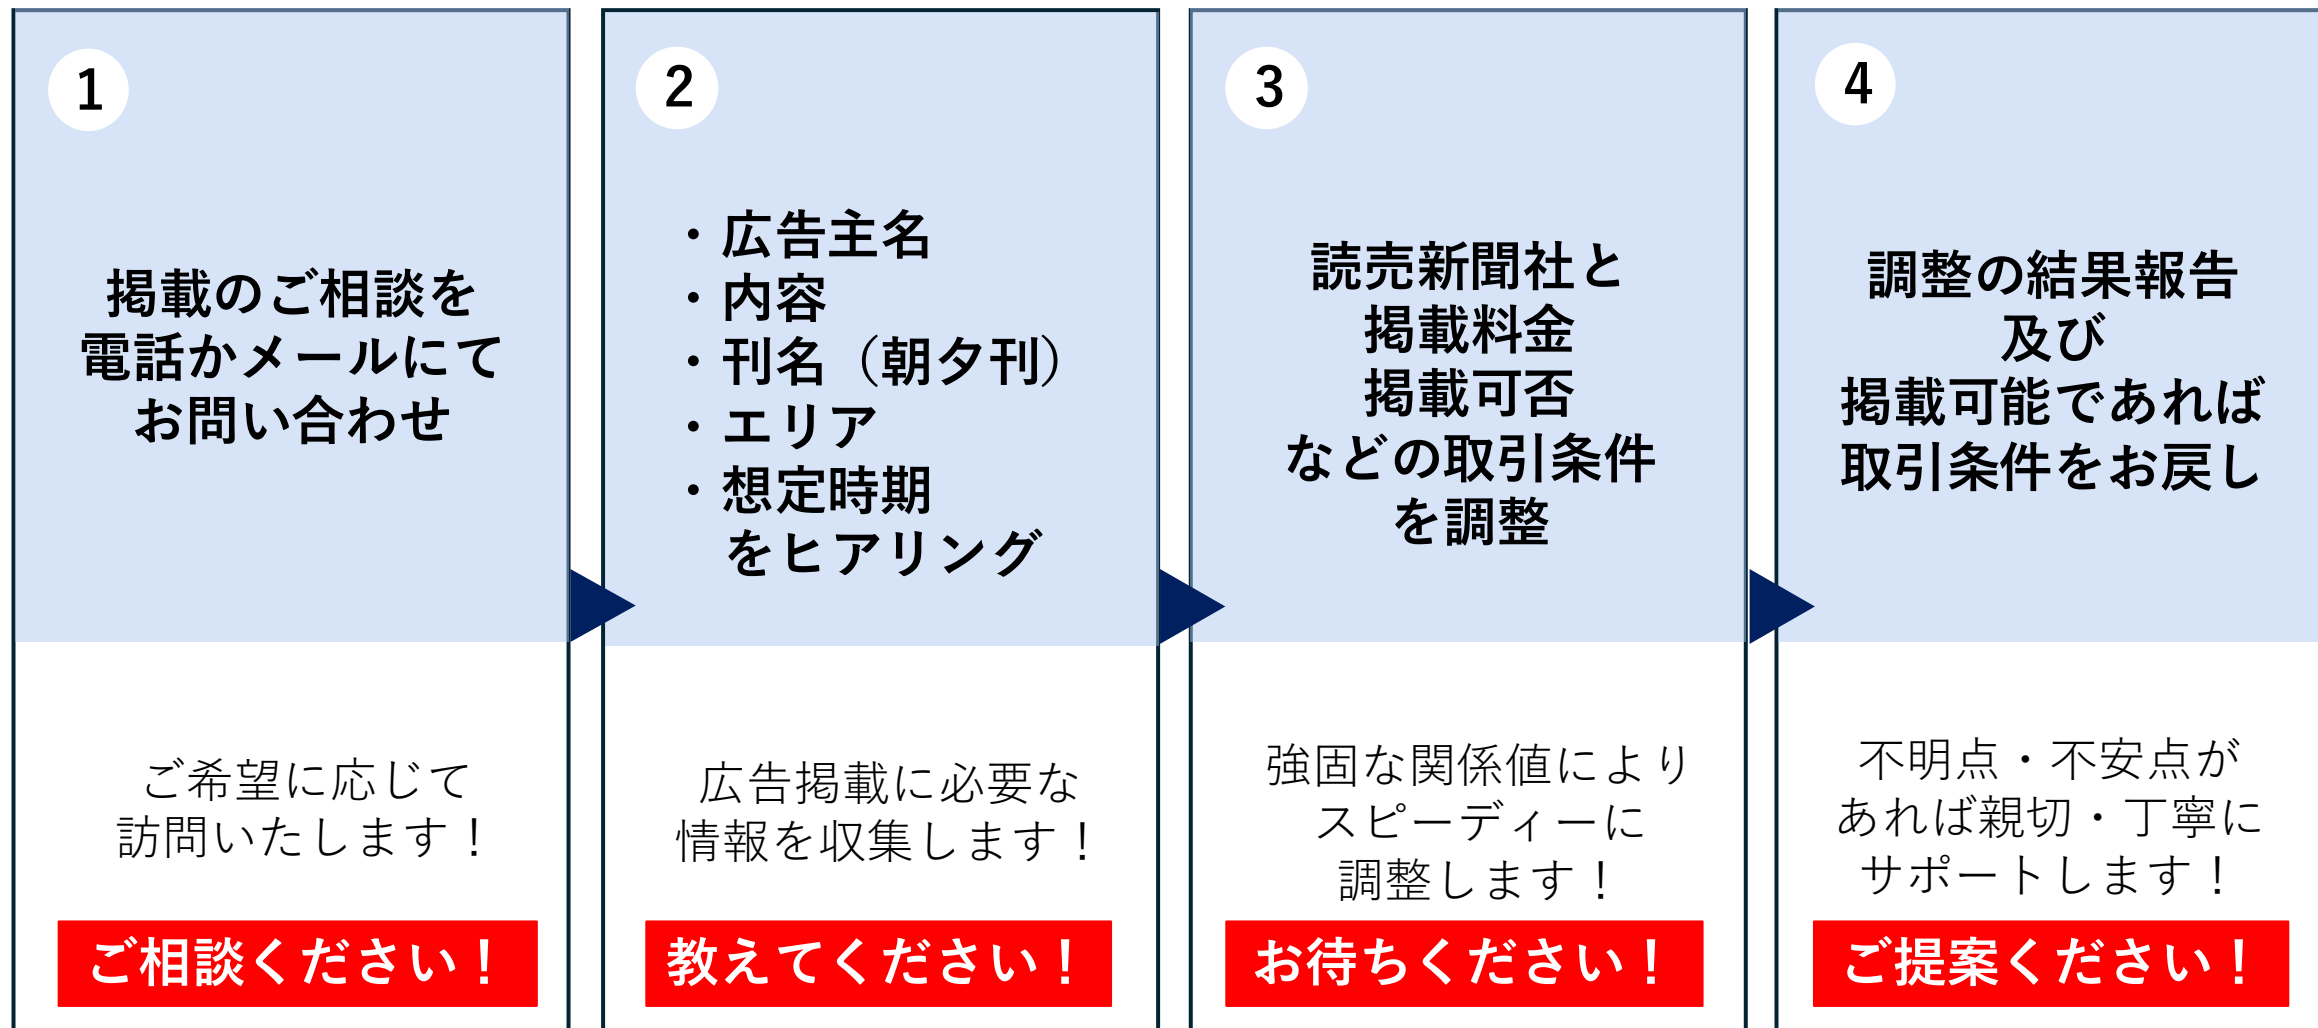 1
掲載のご相談を
電話かメールにて
お問い合わせ
ご希望に応じて
訪問いたします！
ご相談ください！
2
・広告主名
・内容
・刊名（朝夕刊）
・エリア
・想定時期
をヒアリング
広告掲載に必要な
情報を収集します！
教えてください！
3
読売新聞社と
掲載料金
掲載可否
などの取引条件
を調整
強固な関係値により
スピーディーに
調整します！
お待ちください！
4
調整の結果報告
及び
掲載可能であれば
取引条件をお戻し
不明点・不安点が
あれば親切・丁寧に
サポートします！
ご提案ください！